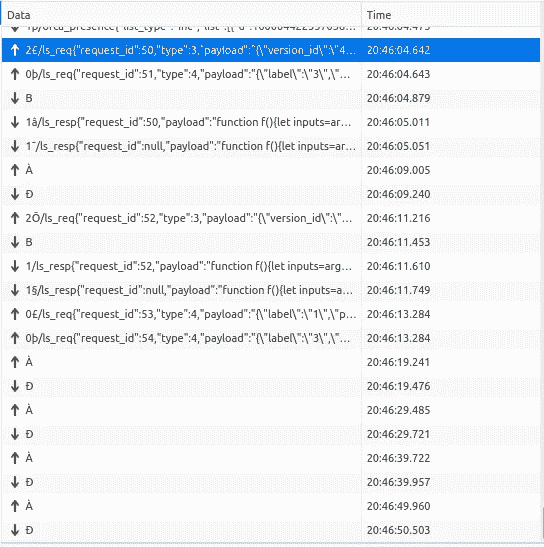 Data Time
2£/ls_req{"request_id":50,"type":3,"payload":"{\"version_id\":\"4... 20:46:04.642
0þ/ls_req{"request_id":51,"type":4,"payload":"{\"label\":\"3\",\"... 20:46:04.643
B 20:46:04.879
1â/ls_resp{"request_id":50,"payload":"function f(){let inputs=ar... 20:46:05.011
1¯/ls_resp{"request_id":null,"payload":"function f(){let inputs=ar... 20:46:05.051
À 20:46:09.005
Ð 20:46:09.240
2Õ/ls_req{"request_id":52,"type":3,"payload":"{\"version_id\":\"... 20:46:11.216
B 20:46:11.453
1/ls_resp{"request_id":52,"payload":"function f(){let inputs=arg... 20:46:11.610
1§/ls_resp{"request_id":null,"payload":"function f(){let inputs=a... 20:46:11.749
0£/ls_req{"request_id":53,"type":4,"payload":"{\"label\":\"1\",\"p... 20:46:13.284
0þ/ls_req{"request_id":54,"type":4,"payload":"{\"label\":\"3\",\"... 20:46:13.284
À 20:46:19.241
Ð 20:46:19.476
À 20:46:29.485
Ð 20:46:29.721
À 20:46:39.722
Ð 20:46:39.957
À 20:46:49.960
Ð 20:46:50.503